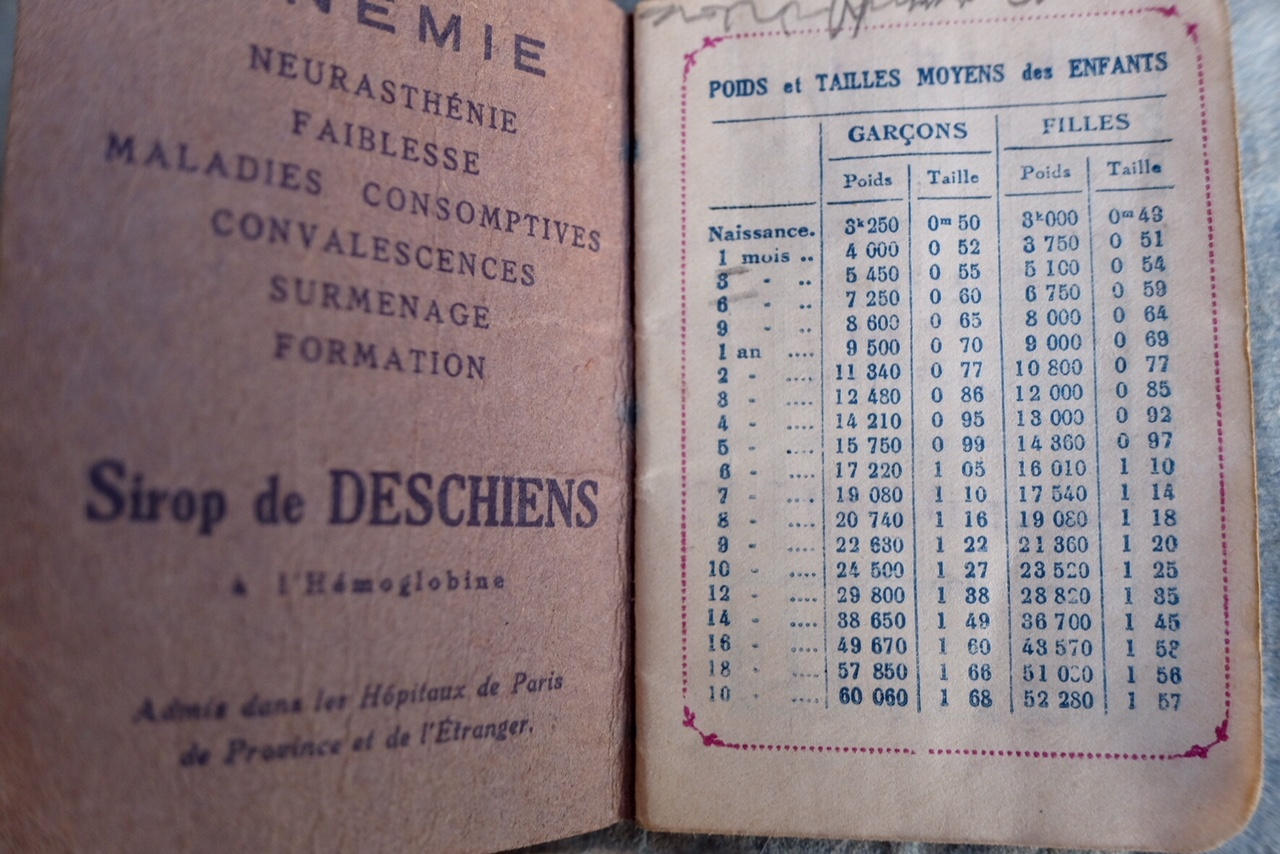 NÉMIE
NEURASTHÉNIE
FAIBLESSE
MALADIES CONSOMPTIVES
CONVALESCENCES
SURMENAGE
FORMATION
Sirop de DESCHIENS
à l'Hémoglobine
Admis dans les Hôpitaux de Paris
de Province et de l'Étranger.
POIDS et TAILLES MOYENS des ENFANTS
GARÇONS FILLES
Poids Taille Poids Taille
Naissance. 3k250 0m 50 3k000 0m 48
1 mois .. 4 000 0 52 3 750 0 51
3 - .. 5 450 0 55 5 100 0 54
6 - .. 7 250 0 60 6 750 0 59
9 - .. 8 600 0 65 8 000 0 64
1 an .... 9 500 0 70 9 000 0 69
2 - .... 11 340 0 77 10 800 0 77
3 - .... 12 480 0 86 12 000 0 85
4 - .... 14 210 0 95 13 000 0 92
5 - .... 15 750 0 99 14 360 0 97
6 - .... 17 220 1 05 16 010 1 10
7 - .... 19 080 1 10 17 540 1 14
8 - .... 20 740 1 16 19 080 1 18
9 - .... 22 630 1 22 21 360 1 20
10 - .... 24 500 1 27 23 520 1 25
12 - .... 29 800 1 38 28 820 1 35
14 - .... 38 650 1 49 36 700 1 45
16 - .... 49 670 1 60 43 570 1 52
18 - .... 57 850 1 66 51 030 1 56
10 - .... 60 060 1 68 52 280 1 57